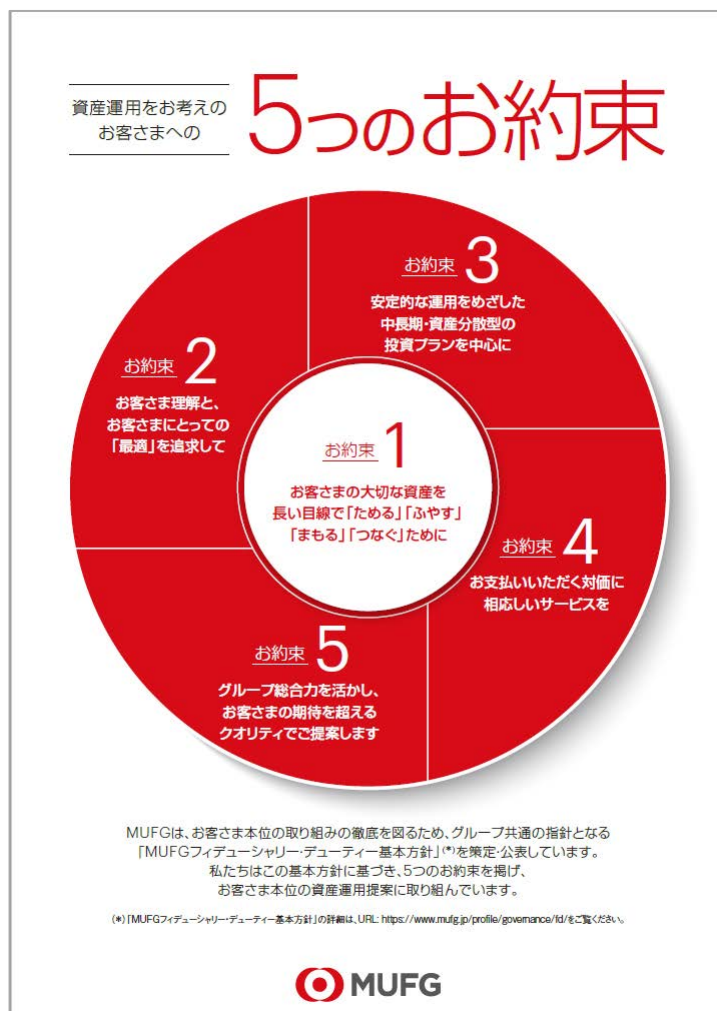 資産運用をお考えの
お客さまへの
5つのお約束
お約束 1
お客さまの大切な資産を
長い目線で「ためる」「ふやす」
「まもる」「つなぐ」ために
お約束 2
お客さま理解と、
お客さまにとっての
「最適」を追求して
お約束 3
安定的な運用をめざした
中長期・資産分散型の
投資プランを中心に
お約束 4
お支払いいただく対価に
相応しいサービスを
お約束 5
グループ総合力を活かし、
お客さまの期待を超える
クオリティでご提案します
MUFGは、お客さま本位の取り組みの徹底を図るため、グループ共通の指針となる
「MUFGフィデューシャリー・デューティー基本方針」(*)を策定・公表しています。
私たちはこの基本方針に基づき、5つのお約束を掲げ、
お客さま本位の資産運用提案に取り組んでいます。
(*)「MUFGフィデューシャリー・デューティー基本方針」の詳細は、URL: https://www.mufg.jp/profile/governance/fd/をご覧ください。
MUFG